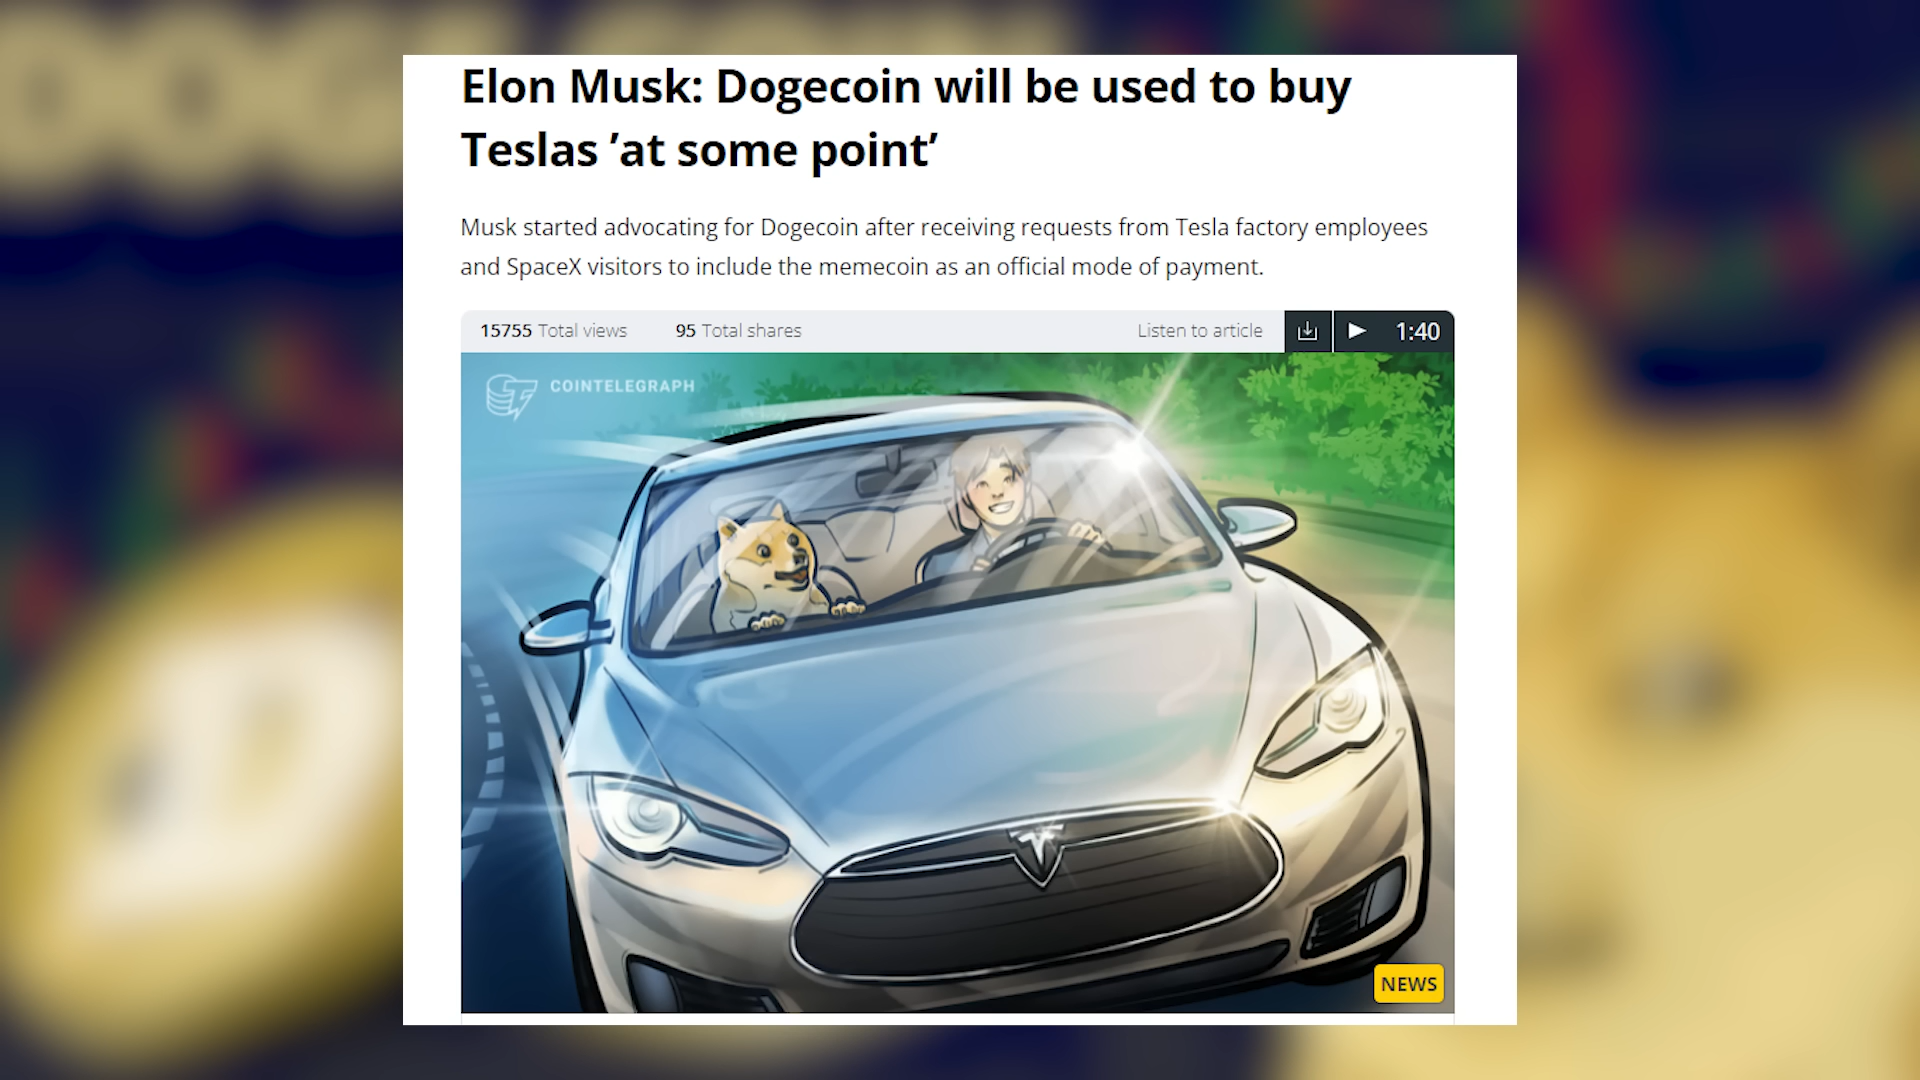 Elon Musk: Dogecoin will be used to buy
Teslas ’at some point’
Musk started advocating for Dogecoin after receiving requests from Tesla factory employees
and SpaceX visitors to include the memecoin as an official mode of payment.
15755 Total views 95 Total shares Listen to article 1:40
COINTELEGRAPH
NEWS